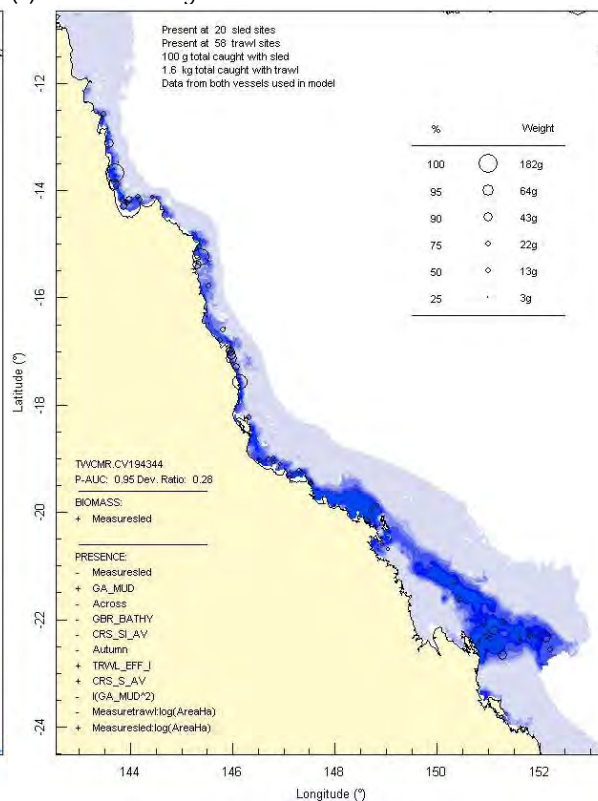 Present at 20 sled sites
Present at 58 trawl sites
100 g total caught with sled
1.6 kg total caught with trawl
Data from both vessels used in model
% Weight
100 182g
95 64g
90 43g
75 22g
50 13g
25 3g
-12
-14
-16
-18
-20
-22
-24
Latitude (°)
TWCMR.CV194344
P-AUC: 0.95 Dev. Ratio: 0.28
BIOMASS:
+ Measuresled
PRESENCE:
- Measuresled
+ GA_MUD
- Across
- GBR_BATHY
- CRS_SI_AV
- Autumn
+ TRWL_EFF_I
+ CRS_S_AV
- I(GA_MUD^2)
- Measuretrawl:log(AreaHa)
+ Measuresled:log(AreaHa)
144 146 148 150 152
Longitude (°)